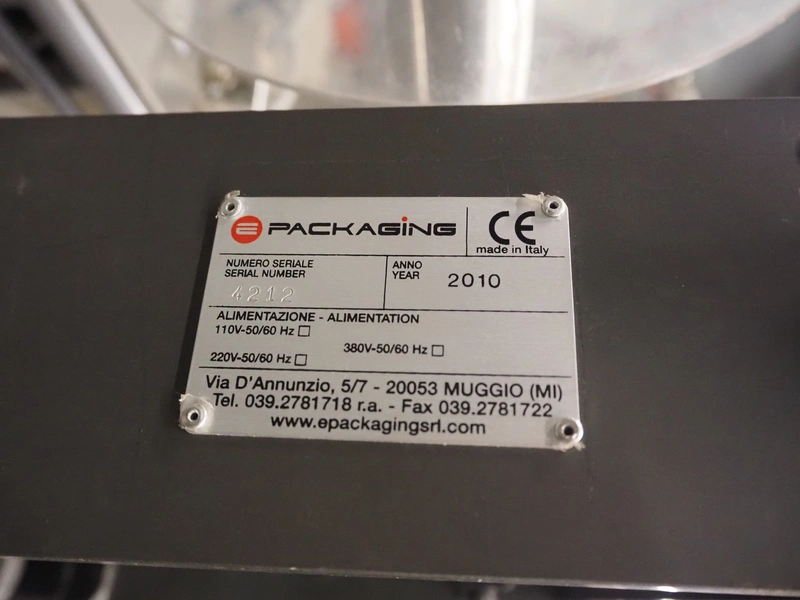 e PACKAGING
CE
made in Italy
NUMERO SERIALE
SERIAL NUMBER
4212
ANNO
YEAR
2010
ALIMENTAZIONE - ALIMENTATION
110V-50/60 Hz
380V-50/60 Hz
220V-50/60 Hz
Via D'Annunzio, 5/7 - 20053 MUGGIO (MI)
Tel. 039.2781718 r.a. - Fax 039.2781722
www.epackagingsrl.com